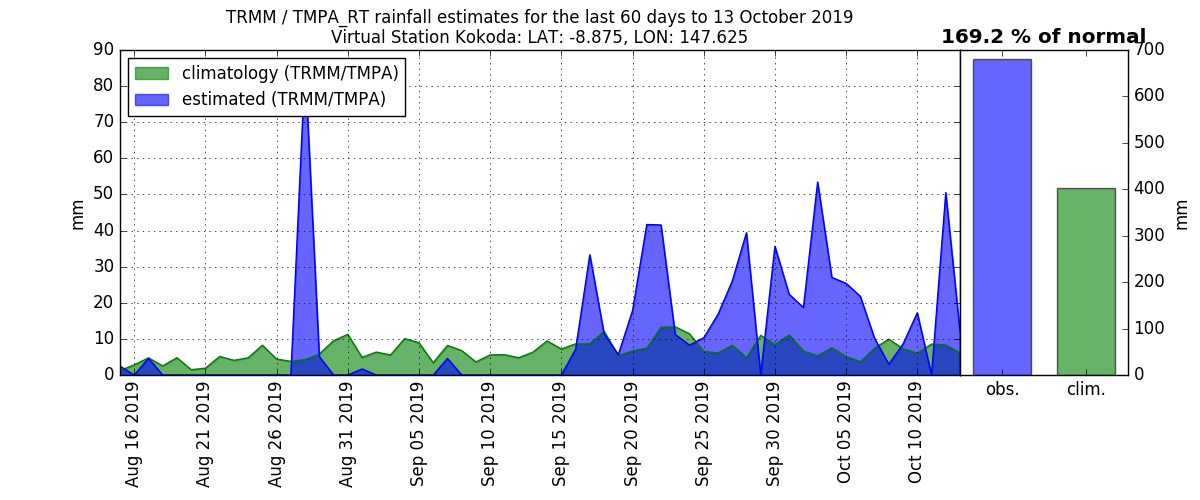 TRMM / TMPA_RT rainfall estimates for the last 60 days to 13 October 2019
Virtual Station Kokoda: LAT: -8.875, LON: 147.625
169.2 % of normal
climatology (TRMM/TMPA)
estimated (TRMM/TMPA)
90
80
70
60
50
40
30
20
10
0
mm
Aug 16 2019
Aug 21 2019
Aug 26 2019
Aug 31 2019
Sep 05 2019
Sep 10 2019
Sep 15 2019
Sep 20 2019
Sep 25 2019
Sep 30 2019
Oct 05 2019
Oct 10 2019
700
600
500
400
300
200
100
0
mm
obs.
clim.